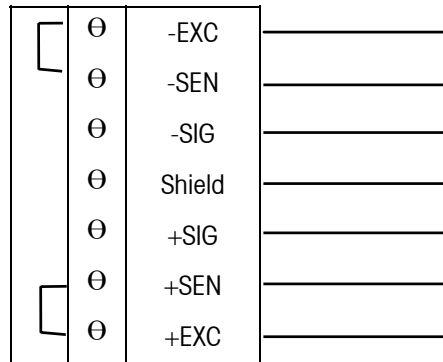 -EXC
-SEN
-SIG
Shield
+SIG
+SEN
+EXC